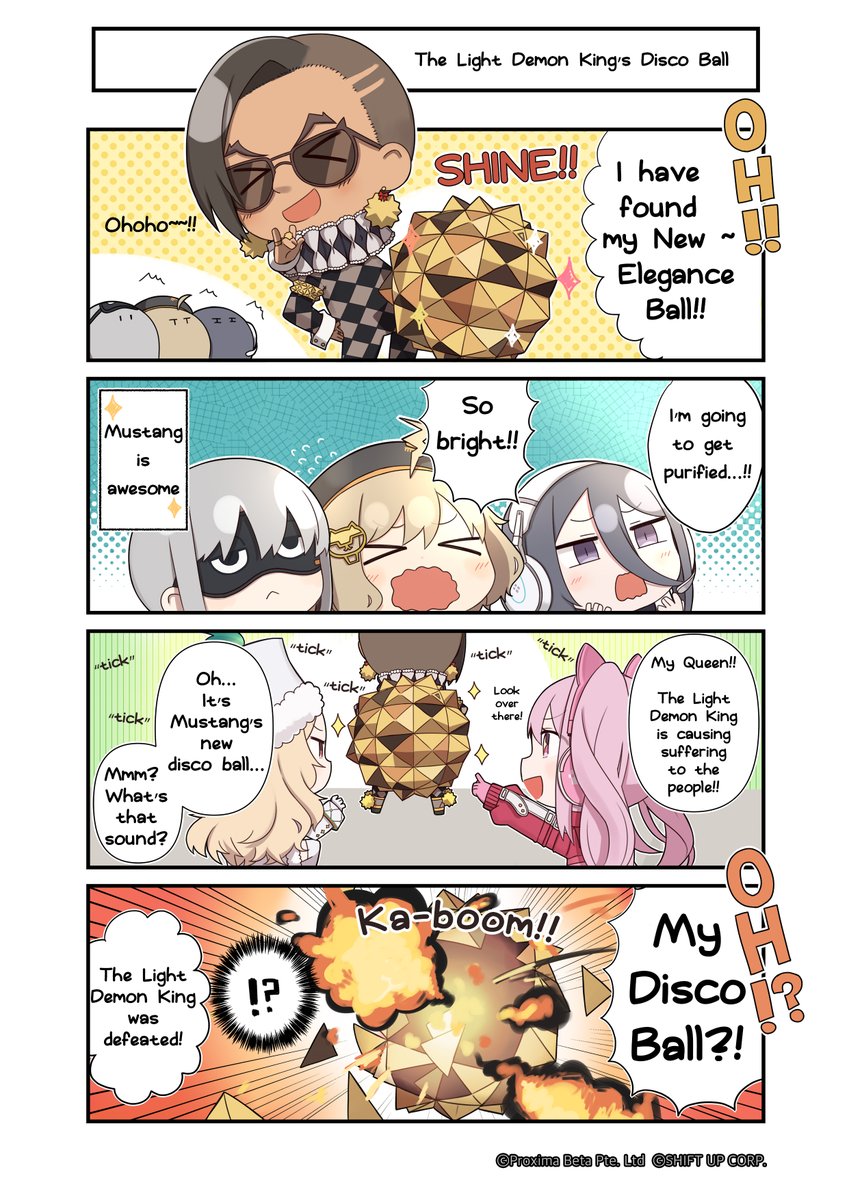 The Light Demon King's Disco Ball
OH!!
I have
found
my New ~
Elegance
Ball!!
SHINE!!
Ohoho~~!!
I'm going
to get
purified...!!
So
bright!!
Mustang
is
awesome
My Queen!!
The Light
Demon King
is causing
suffering
to the
people!!
Look
over
there!
"tick"
"tick"
"tick"
"tick"
"tick"
"tick"
Oh...
It's
Mustang's
new
disco ball...
Mmm?
What's
that
sound?
OH!?
My
Disco
Ball?!
Ka-boom!!
!?
The Light
Demon King
was
defeated!
©Proxima Beta Pte. Ltd ©SHIFT UP CORP.